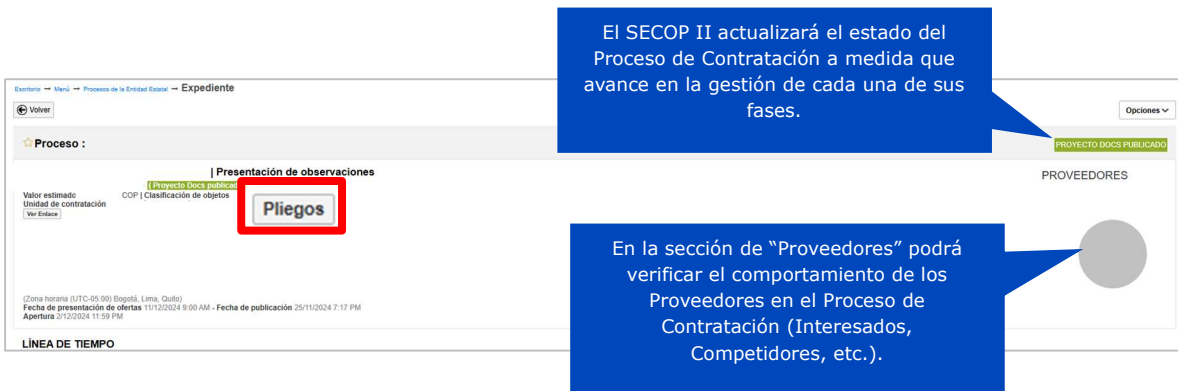 El SECOP II actualizará el estado del
Proceso de Contratación a medida que
avance en la gestión de cada una de sus
fases.
Escritorio → Menú → Procesos de la Entidad Estatal → Expediente
Volver
Opciones
Proceso :
PROYECTO DOCS PUBLICADO
| Presentación de observaciones
( Proyecto Docs publicad
PROVEEDORES
Valor estimado COP | Clasificación de objetos
Unidad de contratación
Ver Enlace
Pliegos
En la sección de “Proveedores” podrá
verificar el comportamiento de los
Proveedores en el Proceso de
Contratación (Interesados,
Competidores, etc.).
(Zona horaria (UTC-05:00) Bogotá, Lima, Quito)
Fecha de presentación de ofertas 11/12/2024 9:00 AM - Fecha de publicación 25/11/2024 7:17 PM
Apertura 2/12/2024 11:59 PM
LÍNEA DE TIEMPO